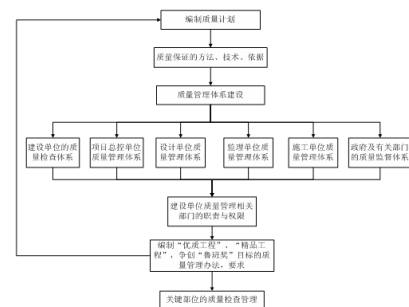 编制质量计划
质量保证的方法、技术、依据
质量管理体系建设
建设单位的质
量检查体系
项目总控单位
质量管理体系
设计单位质
量管理体系
监理单位质
量管理体系
施工单位质
量管理体系
政府及有关部门
的质量监督体系
建设单位质量管理相关
部门的职责与权限
编制“优质工程”、“精品工
程”，争创“鲁班奖”目标的质
量管理办法，要求
关键部位的质量检查管理